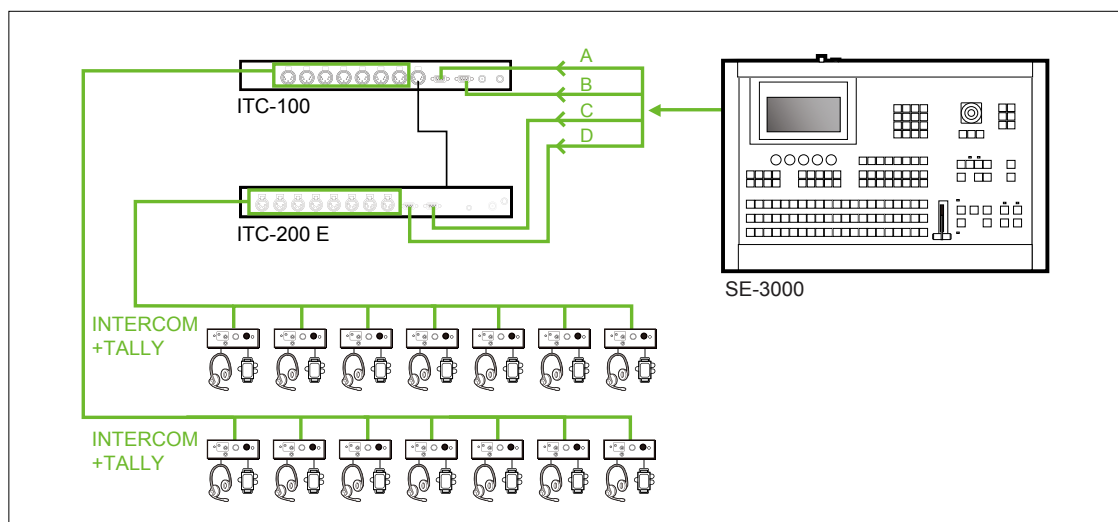 A
B
C
D
ITC-100
ITC-200 E
SE-3000
INTERCOM
+TALLY
INTERCOM
+TALLY